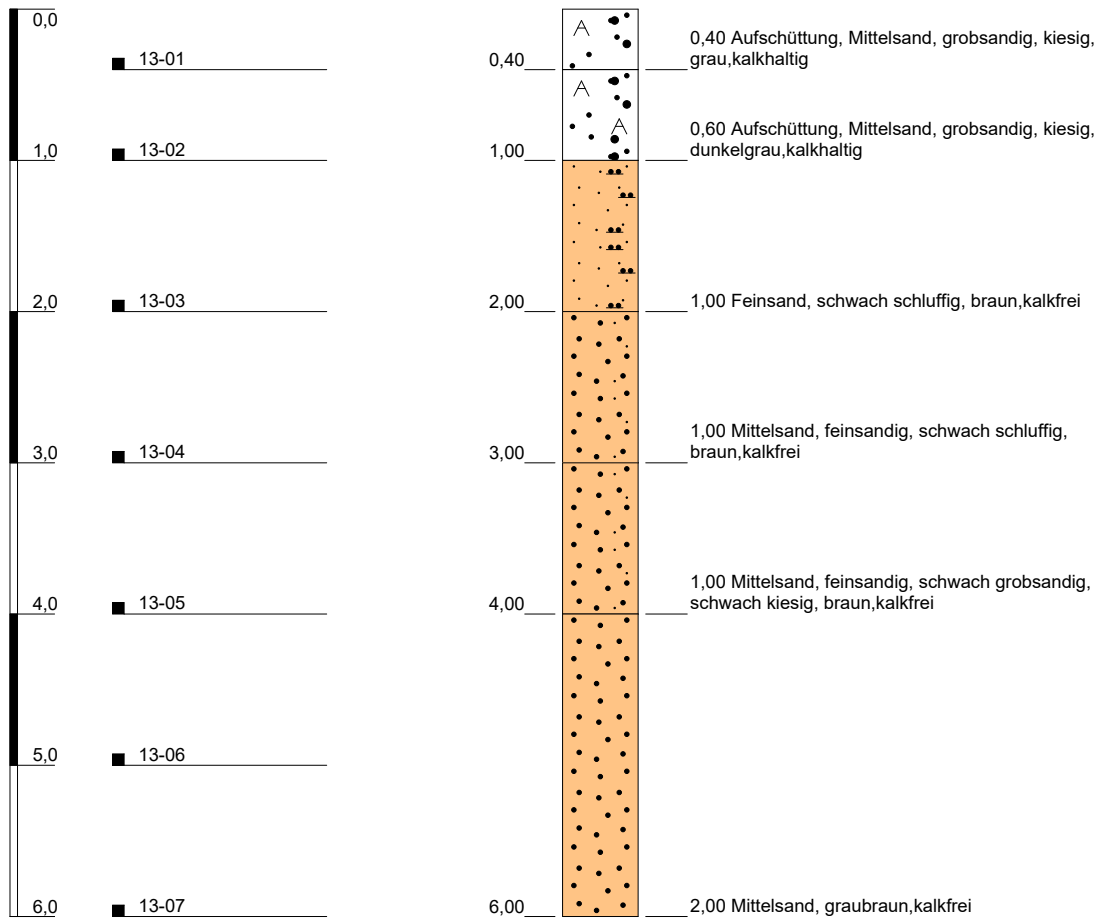 0,0
13-01
0,40
0,40 Aufschüttung, Mittelsand, grobsandig, kiesig,
grau,kalkhaltig
A
A
A
1,0
13-02
1,00
0,60 Aufschüttung, Mittelsand, grobsandig, kiesig,
dunkelgrau,kalkhaltig
2,0
13-03
2,00
1,00 Feinsand, schwach schluffig, braun,kalkfrei
3,0
13-04
3,00
1,00 Mittelsand, feinsandig, schwach schluffig,
braun,kalkfrei
4,0
13-05
4,00
1,00 Mittelsand, feinsandig, schwach grobsandig,
schwach kiesig, braun,kalkfrei
5,0
13-06
6,0
13-07
6,00
2,00 Mittelsand, graubraun,kalkfrei